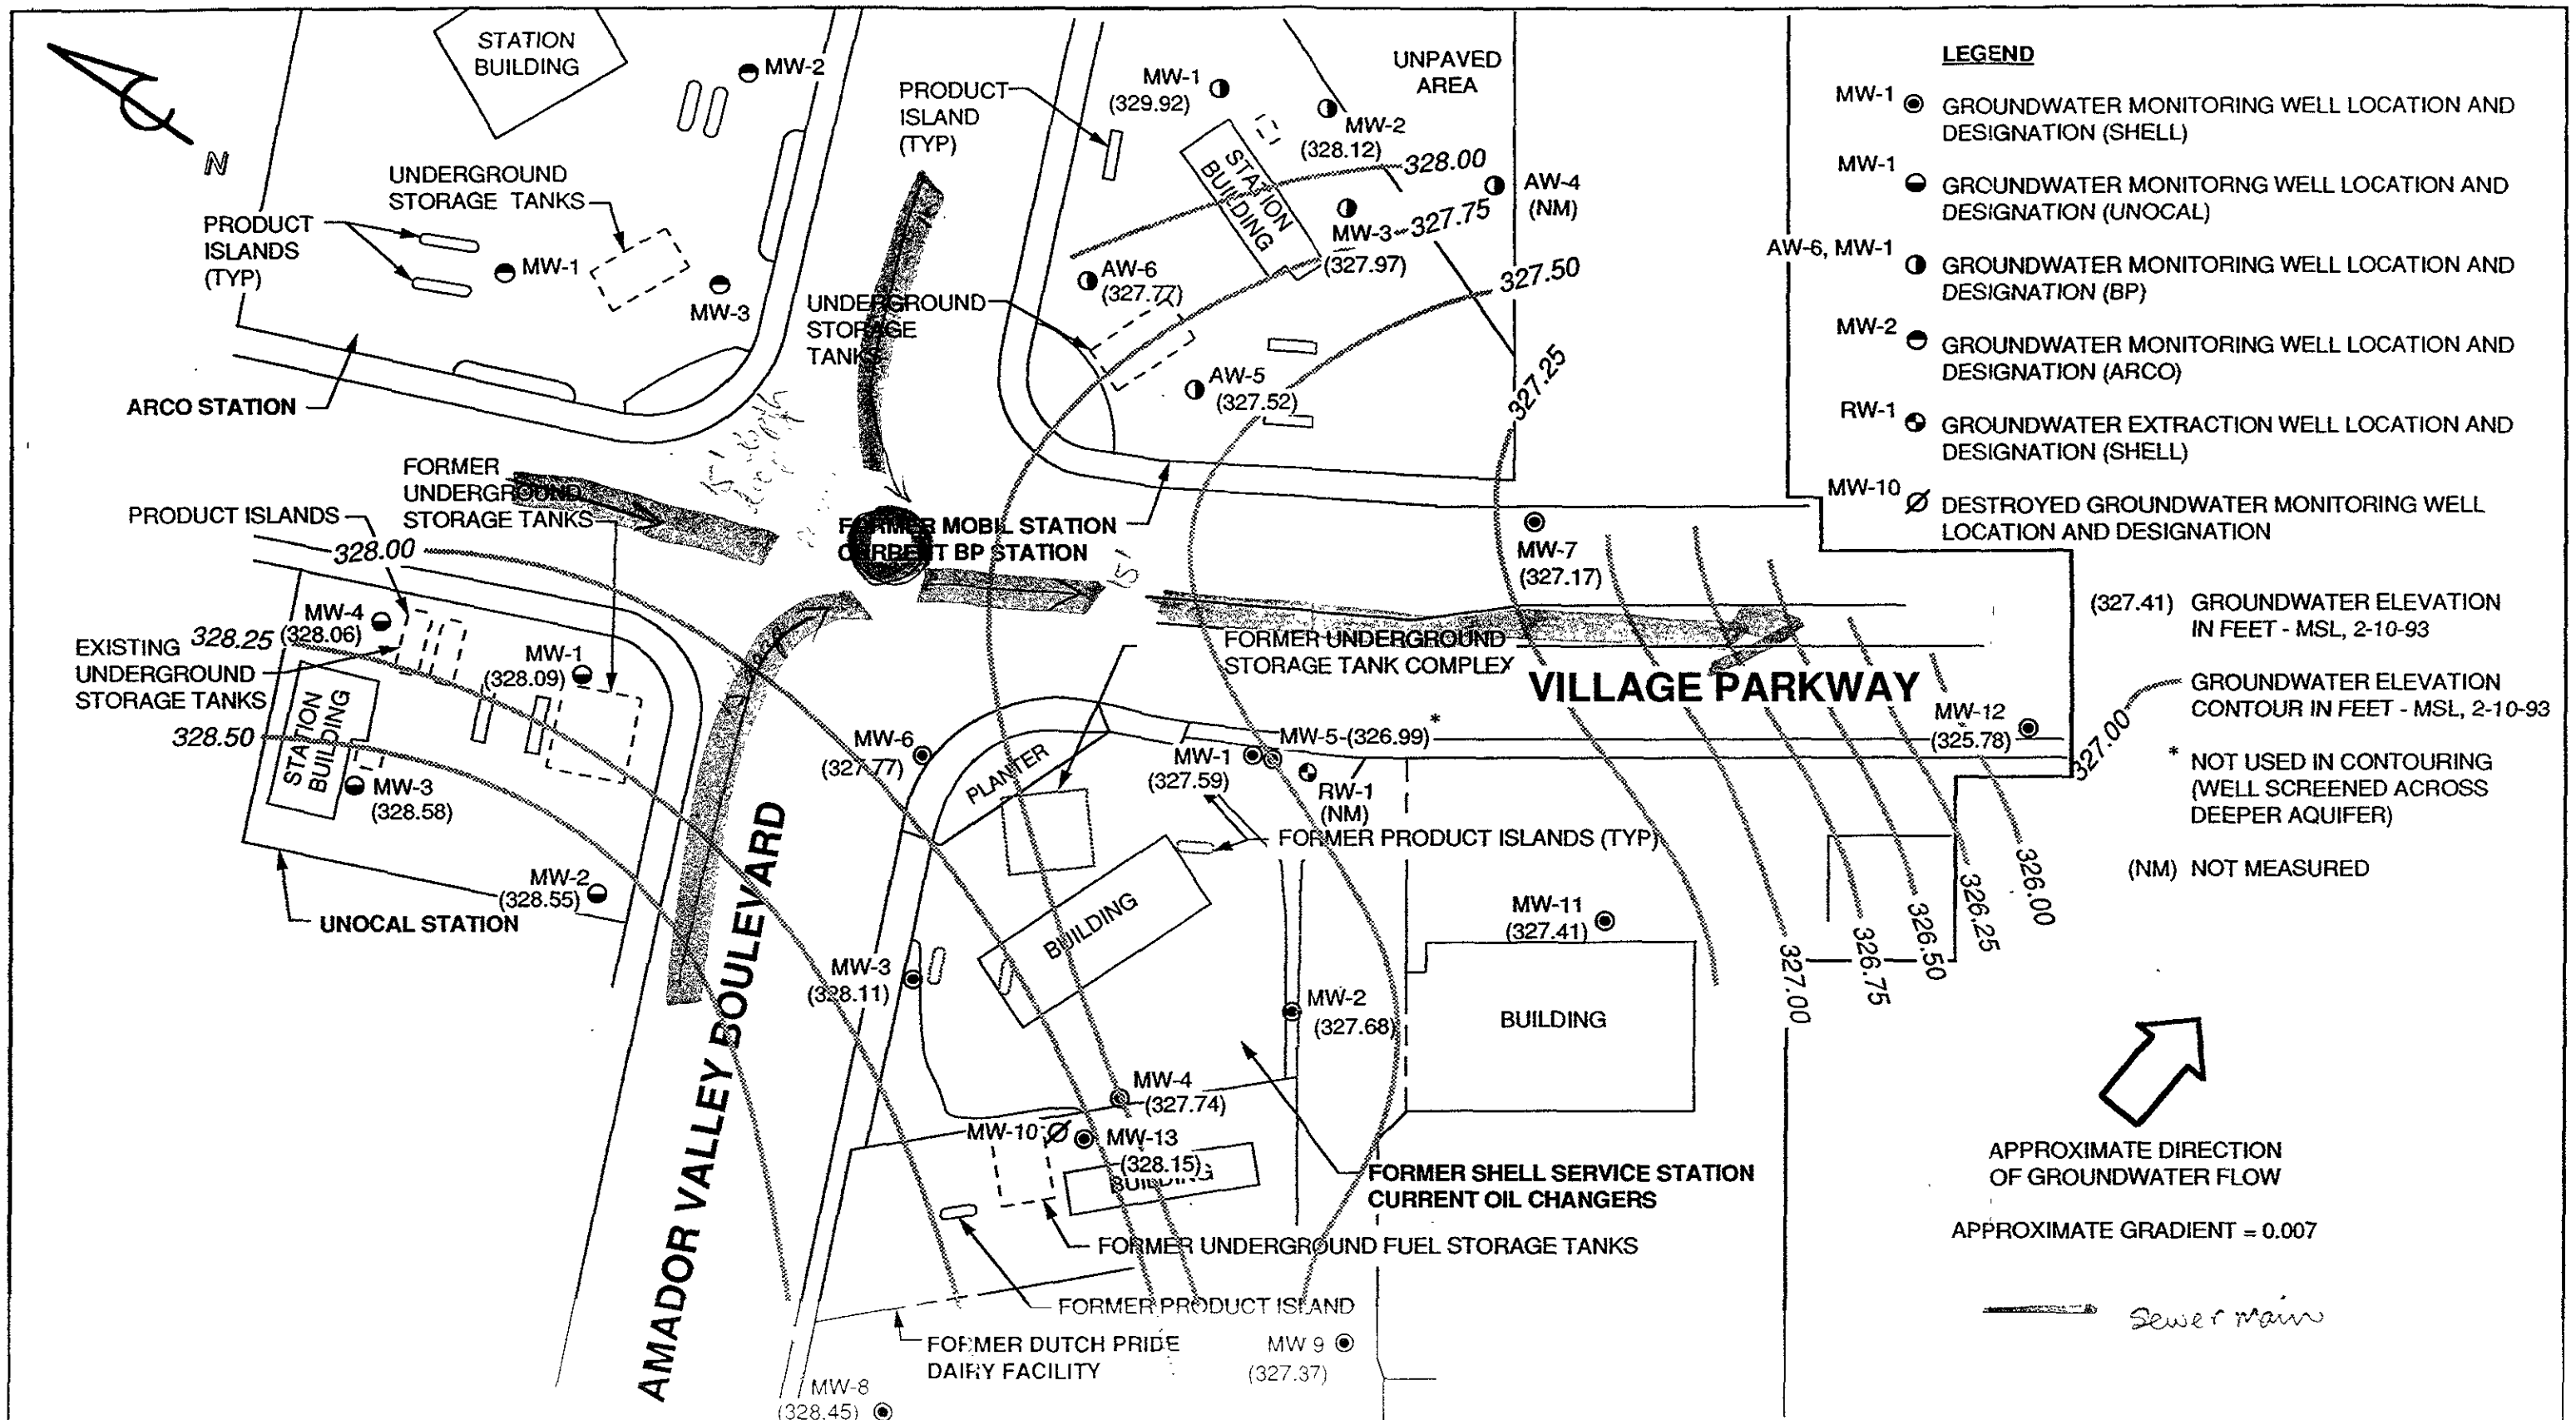 STATION
BUILDING
MW-2
N
UNDERGROUND
STORAGE TANKS
PRODUCT
ISLANDS
(TYP)
MW-1
MW-3
ARCO STATION
PRODUCT
ISLAND
(TYP)
MW-1
(329.92)
UNPAVED
AREA
MW-2
(328.12)
328.00
STATION
BUILDING
AW-4
(NM)
MW-3
327.75
(327.97)
AW-6
(327.77)
327.50
UNDERGROUND
STORAGE
TANKS
AW-5
(327.52)
327.25
15'
FORMER
UNDERGROUND
STORAGE TANKS
PRODUCT ISLANDS
328.00
FORMER MOBIL STATION
CURRENT BP STATION
15'
MW-7
(327.17)
MW-4
(328.06)
EXISTING
UNDERGROUND
STORAGE TANKS
328.25
MW-1
(328.09)
STATION
BUILDING
328.50
MW-3
(328.58)
MW-2
(328.55)
UNOCAL STATION
FORMER UNDERGROUND
STORAGE TANK COMPLEX
VILLAGE PARKWAY
MW-6
(327.77)
PLANTER
MW-1
(327.59)
MW-5-(326.99)*
RW-1
(NM)
MW-12
(325.78)
FORMER PRODUCT ISLANDS (TYP)
BUILDING
AMADOR VALLEY BOULEVARD
MW-3
(328.11)
MW-11
(327.41)
MW-2
(327.68)
BUILDING
327.00
326.75
326.50
326.25
326.00
MW-4
(327.74)
MW-10
MW-13
(328.15)
BUILDING
FORMER SHELL SERVICE STATION
CURRENT OIL CHANGERS
FORMER UNDERGROUND FUEL STORAGE TANKS
FORMER PRODUCT ISLAND
FORMER DUTCH PRIDE
DAIRY FACILITY
MW 9
(327.37)
MW-8
(328.45)
LEGEND
MW-1
GROUNDWATER MONITORING WELL LOCATION AND
DESIGNATION (SHELL)
MW-1
GROUNDWATER MONITORNG WELL LOCATION AND
DESIGNATION (UNOCAL)
AW-6, MW-1
GROUNDWATER MONITORING WELL LOCATION AND
DESIGNATION (BP)
MW-2
GROUNDWATER MONITORING WELL LOCATION AND
DESIGNATION (ARCO)
RW-1
GROUNDWATER EXTRACTION WELL LOCATION AND
DESIGNATION (SHELL)
MW-10
DESTROYED GROUNDWATER MONITORING WELL
LOCATION AND DESIGNATION
(327.41) GROUNDWATER ELEVATION
IN FEET - MSL, 2-10-93
327.00
GROUNDWATER ELEVATION
CONTOUR IN FEET - MSL, 2-10-93
* NOT USED IN CONTOURING
(WELL SCREENED ACROSS
DEEPER AQUIFER)
(NM) NOT MEASURED
APPROXIMATE DIRECTION
OF GROUNDWATER FLOW
APPROXIMATE GRADIENT = 0.007
Sewer main